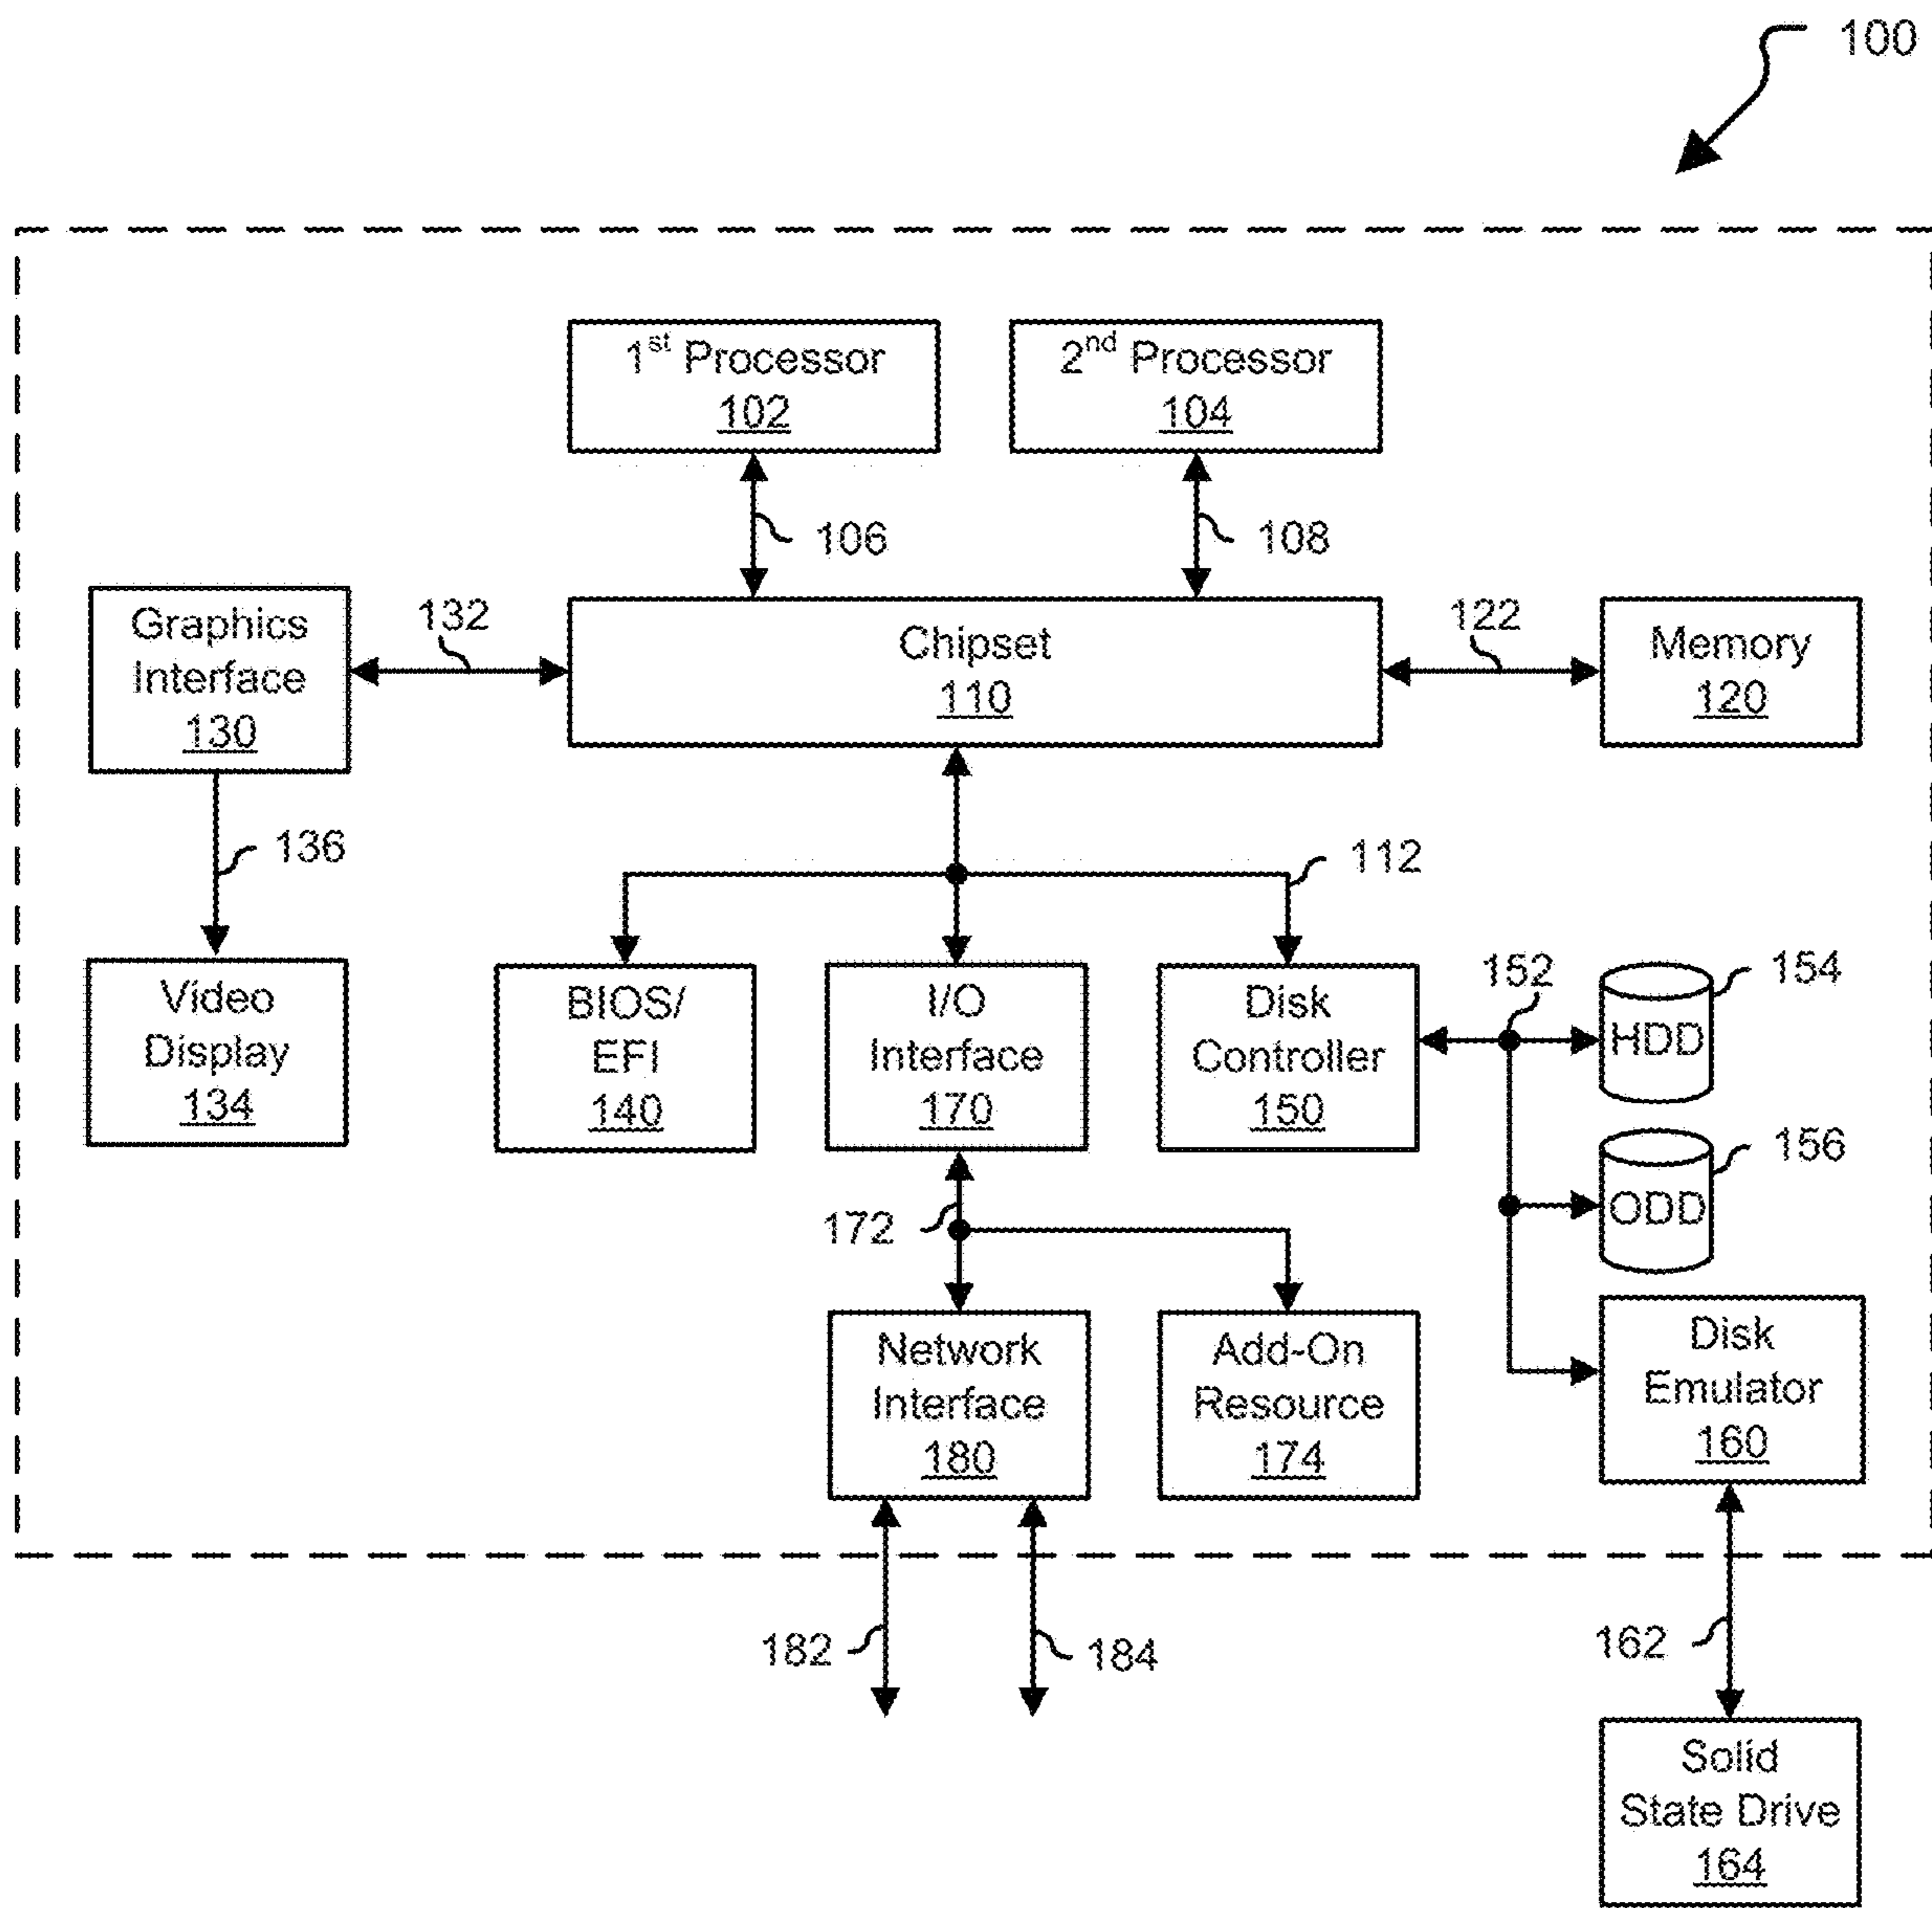 100
1st Processor
102
2nd Processor
104
106
108
Graphics
Interface
130
132
Chipset
110
122
Memory
120
136
112
Video
Display
134
BIOS/
EFI
140
I/O
Interface
170
Disk
Controller
150
152
HDD
154
ODD
156
172
Network
Interface
180
Add-On
Resource
174
Disk
Emulator
160
182
184
162
Solid
State Drive
164